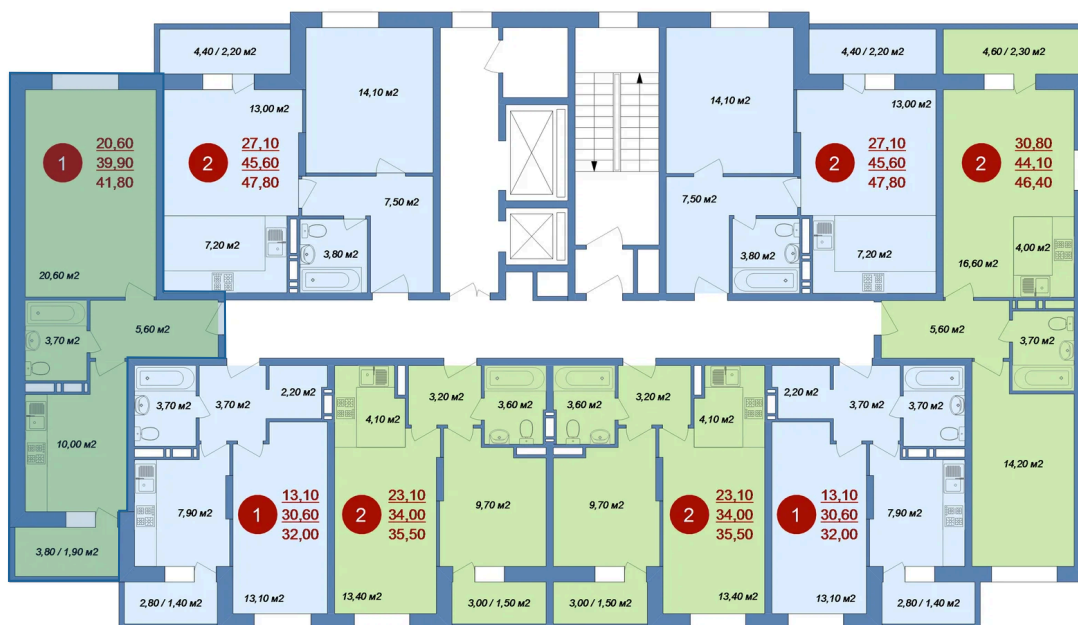 4,40 / 2,20 м2
14,10 м2
13,00 м2
1
20,60
39,90
41,80
2
27,10
45,60
47,80
7,50 м2
7,20 м2
3,80 м2
20,60 м2
14,10 м2
4,40 / 2,20 м2
4,60 / 2,30 м2
13,00 м2
2
27,10
45,60
47,80
2
30,80
44,10
46,40
7,50 м2
3,80 м2
7,20 м2
4,00 м2
16,60 м2
3,70 м2
5,60 м2
5,60 м2
3,70 м2
10,00 м2
3,70 м2
3,70 м2
2,20 м2
4,10 м2
3,20 м2
3,60 м2
3,60 м2
3,20 м2
4,10 м2
2,20 м2
3,70 м2
3,70 м2
14,20 м2
7,90 м2
1
13,10
30,60
32,00
2
23,10
34,00
35,50
9,70 м2
9,70 м2
2
23,10
34,00
35,50
1
13,10
30,60
32,00
7,90 м2
3,80 / 1,90 м2
2,80 / 1,40 м2
13,10 м2
13,40 м2
3,00 / 1,50 м2
3,00 / 1,50 м2
13,40 м2
13,10 м2
2,80 / 1,40 м2